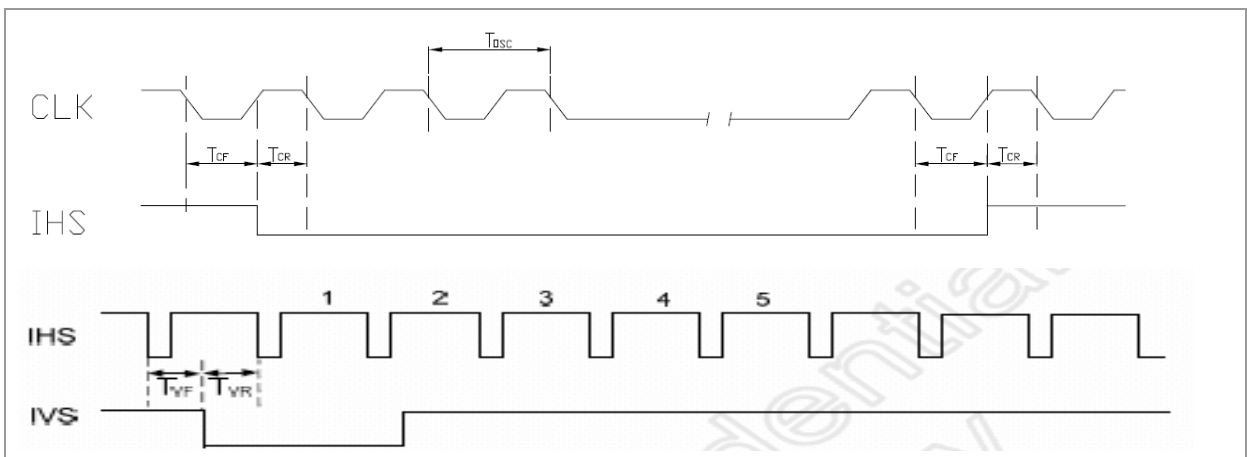 Tosc
CLK
TCF TCR TCF TCR
IHS
1 2 3 4 5
IHS
TVF TVR
IVS